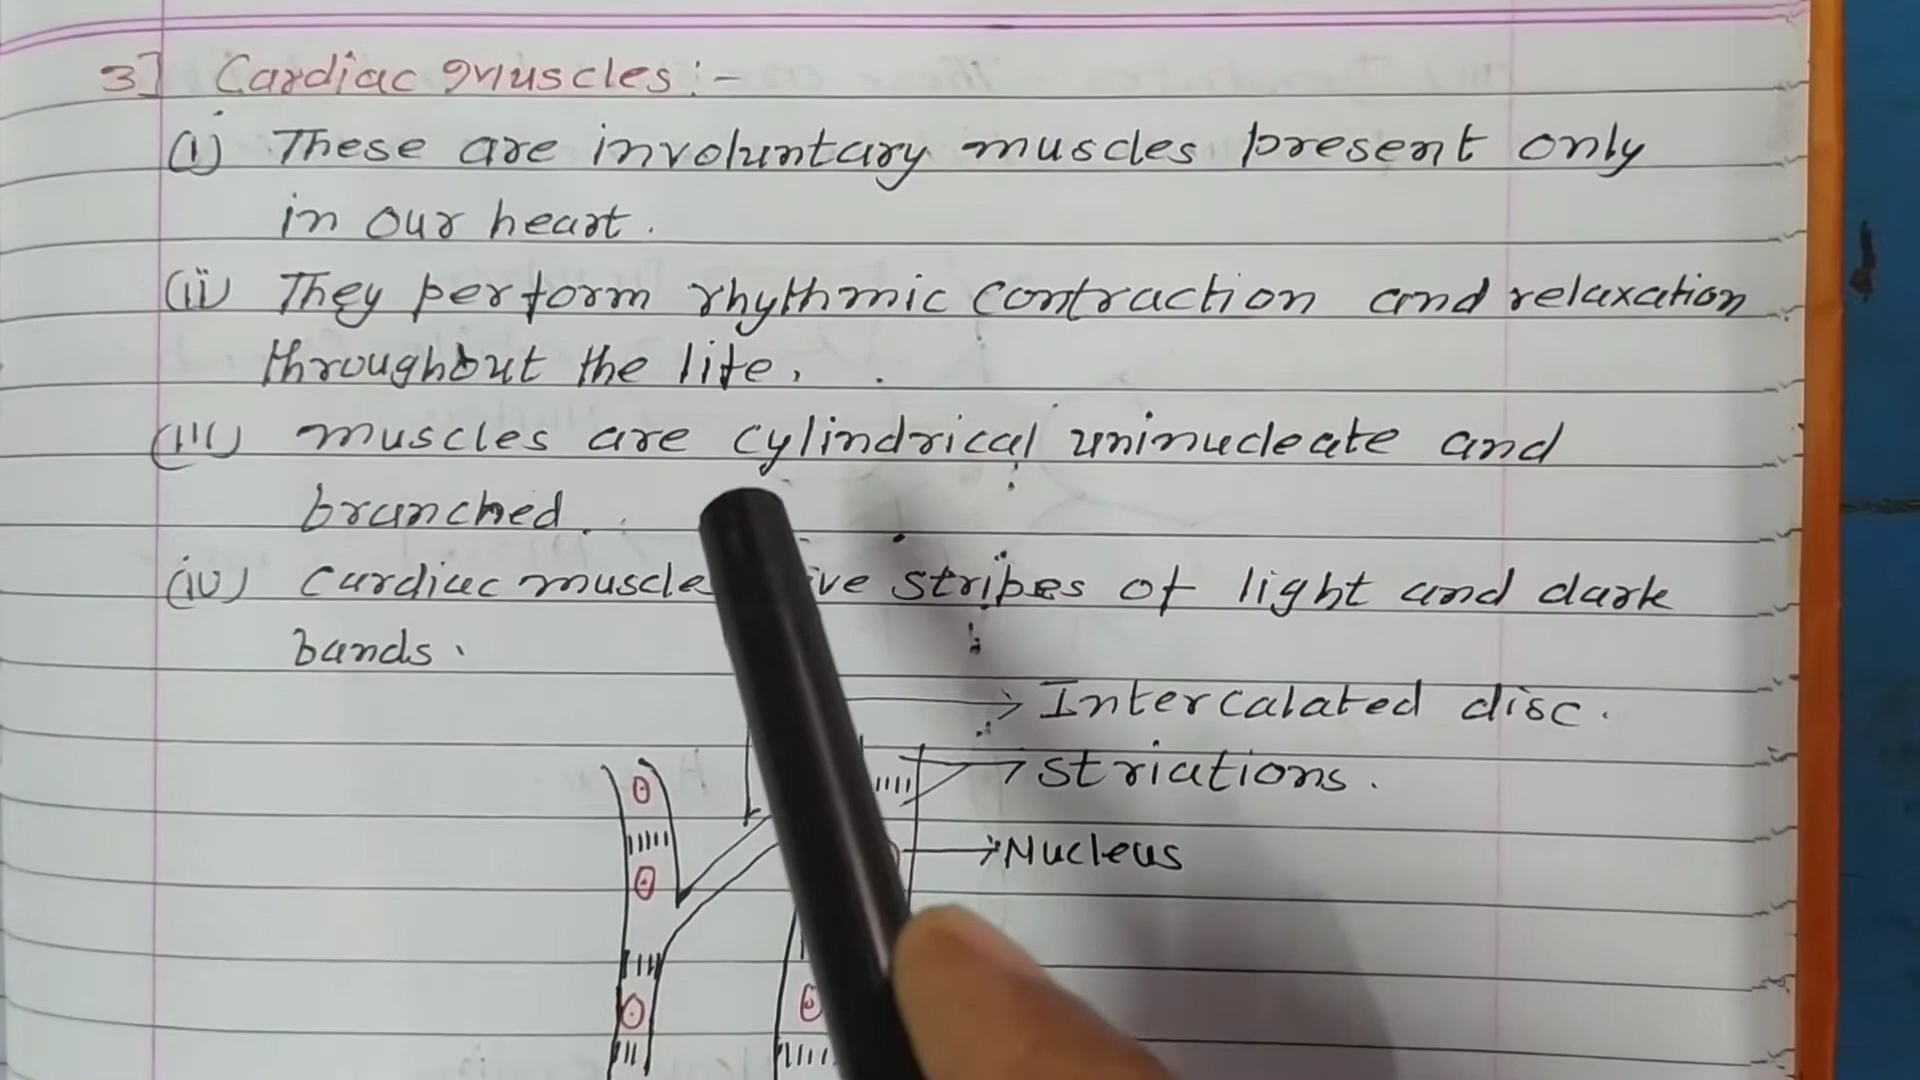 3] Cardiac Muscles:-
(i) These are involuntary muscles present only
in our heart.
(ii) They perform rhythmic contraction and relaxation
throughout the life.
(iii) muscles are cylindrical uninucleate and
branched.
(iv) Cardiac muscle stripes of light and dark
bands.
Intercalated disc.
striations.
Nucleus